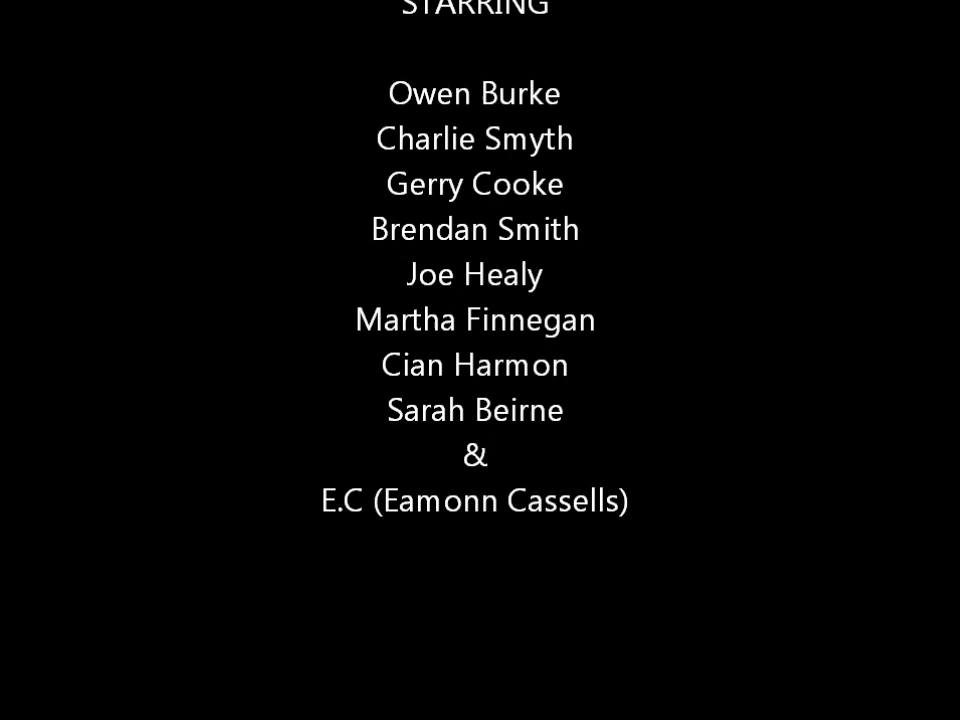 STARRING
Owen Burke
Charlie Smyth
Gerry Cooke
Brendan Smith
Joe Healy
Martha Finnegan
Cian Harmon
Sarah Beirne
&
E.C (Eamonn Cassells)